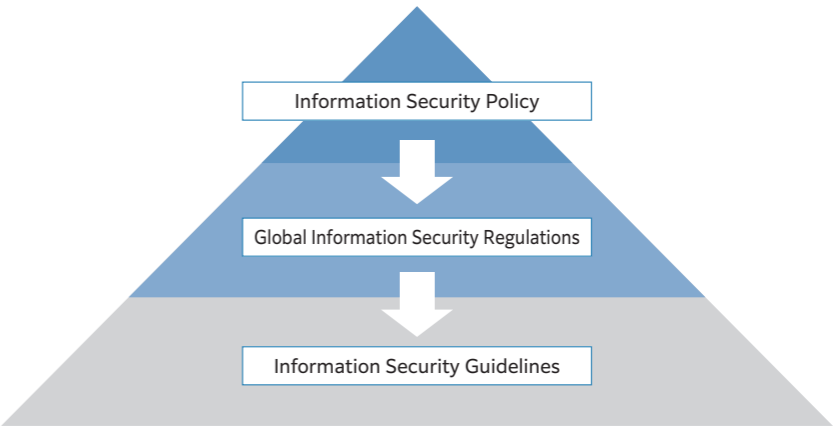 Information Security Policy
Global Information Security Regulations
Information Security Guidelines